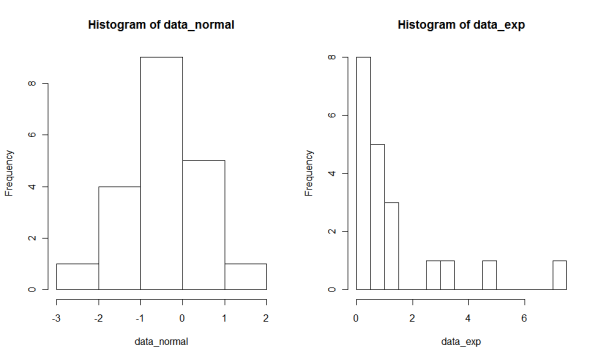 Histogram of data_normal
Frequency
8
6
4
2
0
-3 -2 -1 0 1 2
data_normal
Histogram of data_exp
Frequency
8
6
4
2
0
0 2 4 6
data_exp